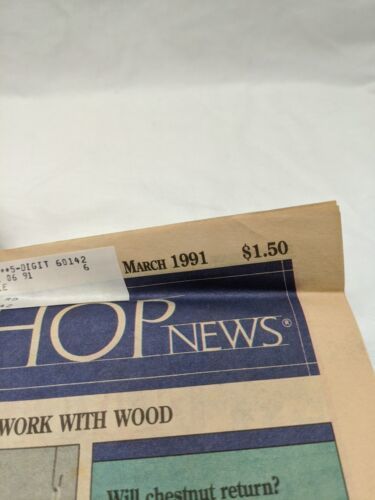 **5-DIGIT 60142
06 91 6
MARCH 1991 $1.50
HOP NEWS®
WORK WITH WOOD
Will chestnut return?